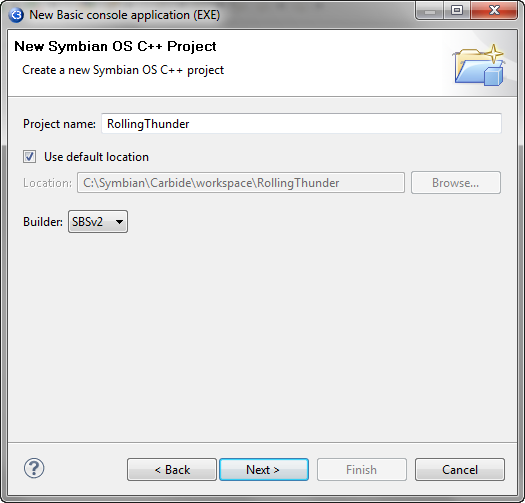 New Basic console application (EXE)
New Symbian OS C++ Project
Create a new Symbian OS C++ project
Project name: RollingThunder
Use default location
Location: C:\Symbian\Carbide\workspace\RollingThunder Browse...
Builder: SBSv2
? < Back Next > Finish Cancel